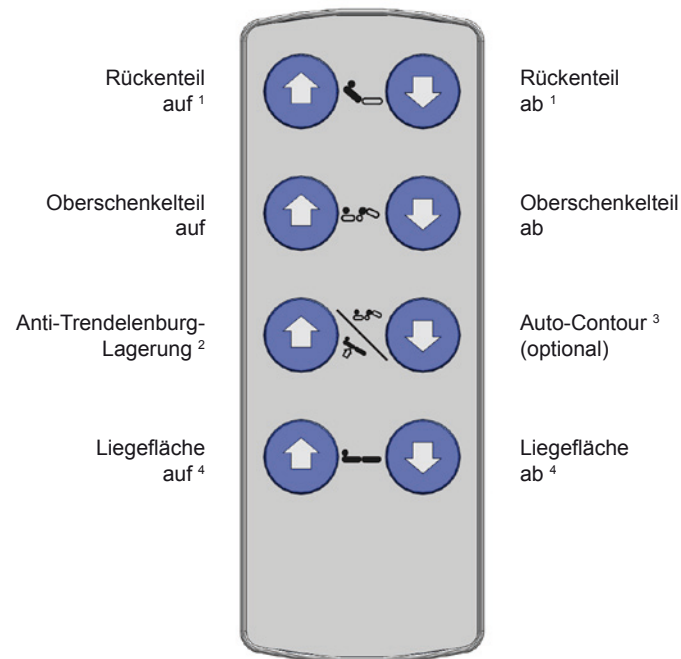 Rückenteil
auf ¹
Rückenteil
ab ¹
Oberschenkelteil
auf
Oberschenkelteil
ab
Anti-Trendelenburg-
Lagerung ²
Auto-Contour ³
(optional)
Liegefläche
auf ⁴
Liegefläche
ab ⁴